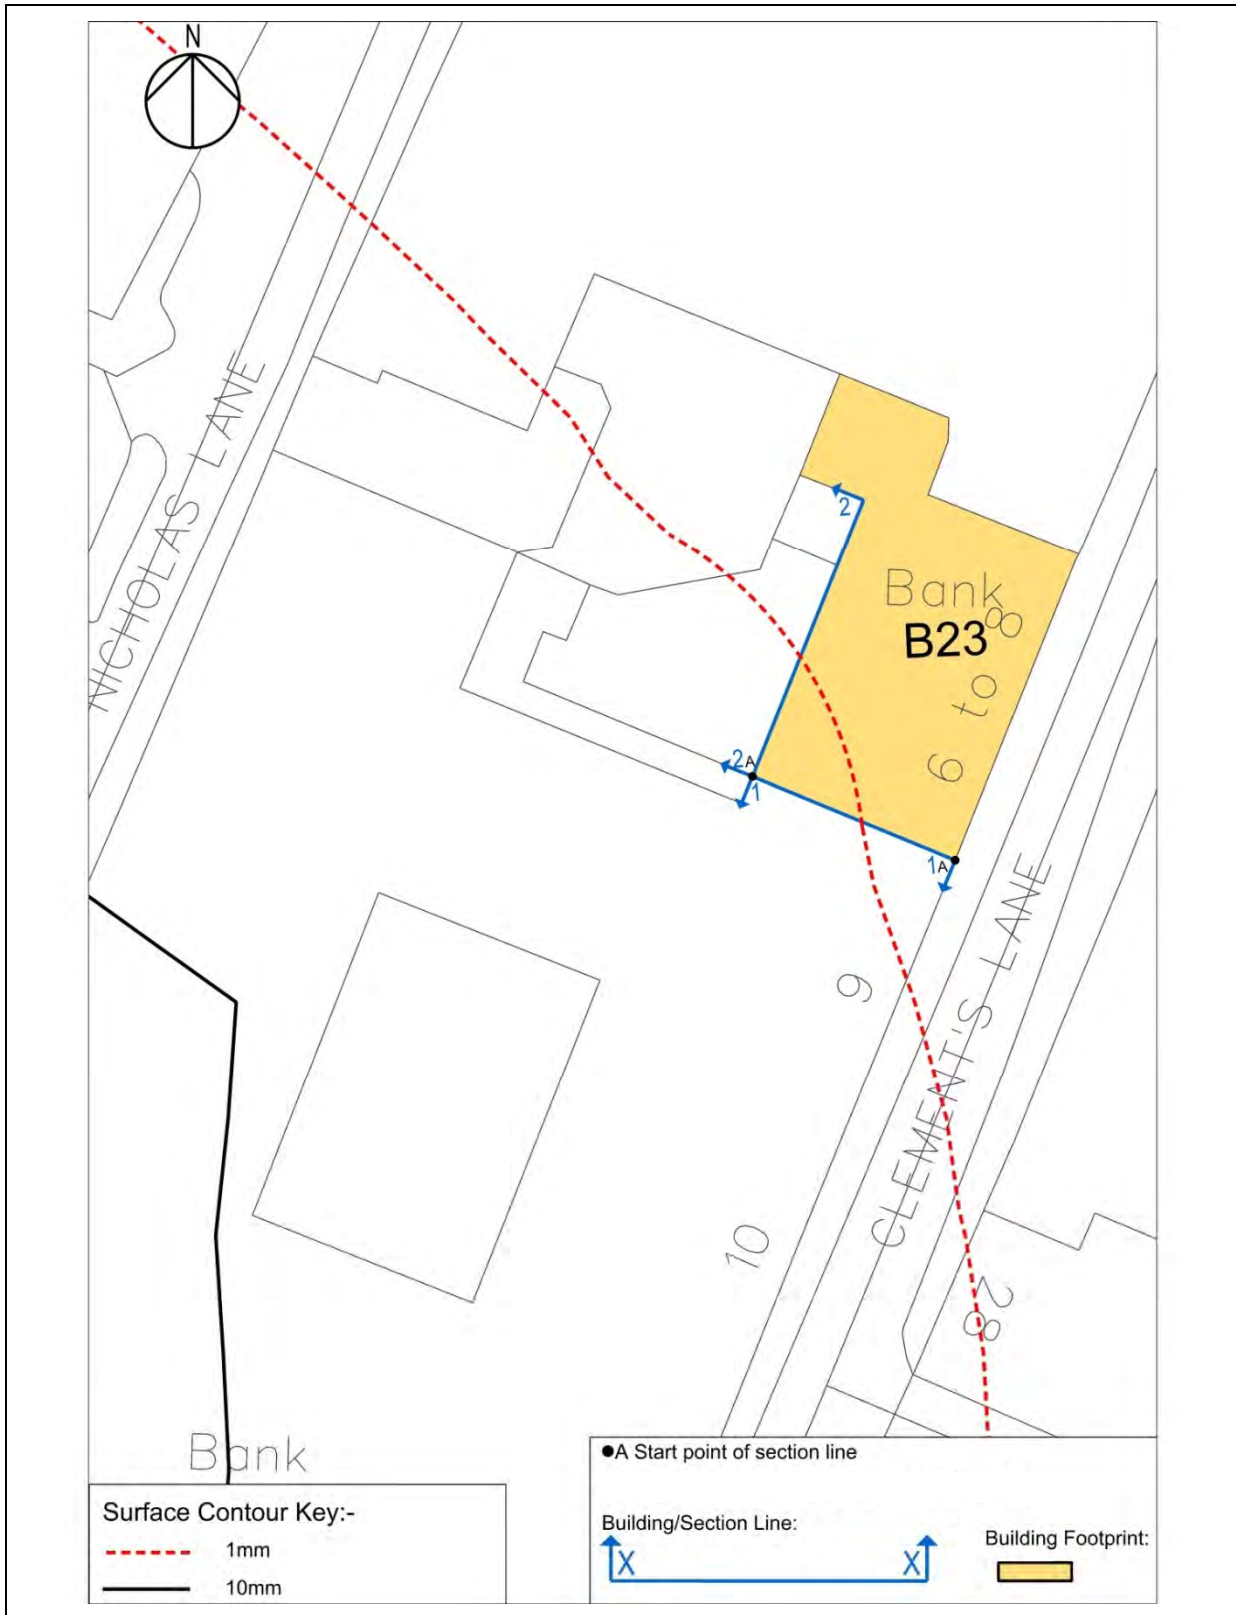 N
NICHOLAS LANE
2
Bank
B23
6 to 8
2A
1
1A
9
CLEMENT'S LANE
10
28
Bank
●A Start point of section line
Surface Contour Key:-
1mm
10mm
Building/Section Line:
X X
Building Footprint: